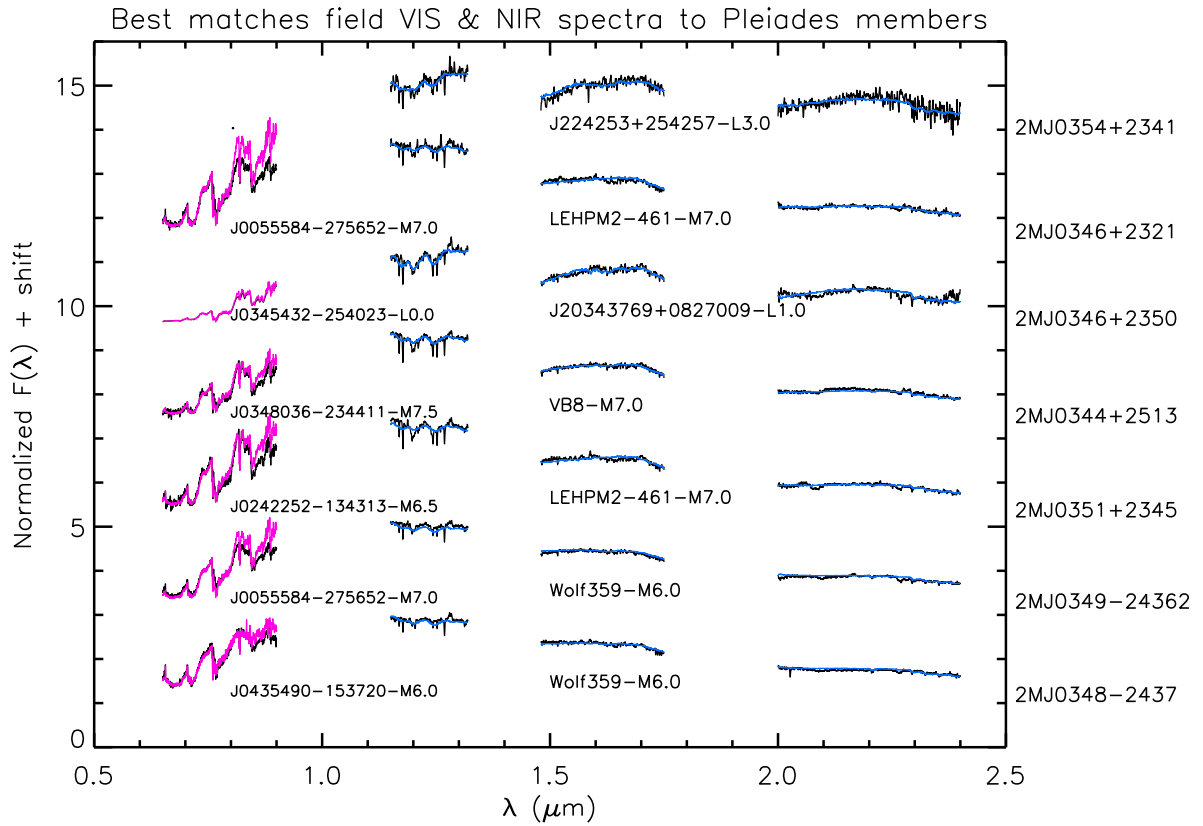 Best matches field VIS & NIR spectra to Pleiades members
Normalized F(λ) + shift
15
10
5
0
J224253+254257-L3.0
2MJ0354+2341
J0055584-275652-M7.0
LEHPM2-461-M7.0
2MJ0346+2321
J0345432-254023-L0.0
J20343769+0827009-L1.0
2MJ0346+2350
J0348036-234411-M7.5
VB8-M7.0
2MJ0344+2513
J0242252-134313-M6.5
LEHPM2-461-M7.0
2MJ0351+2345
J0055584-275652-M7.0
Wolf359-M6.0
2MJ0349-24362
J0435490-153720-M6.0
Wolf359-M6.0
2MJ0348-2437
0.5 1.0 1.5 2.0 2.5
λ (μm)